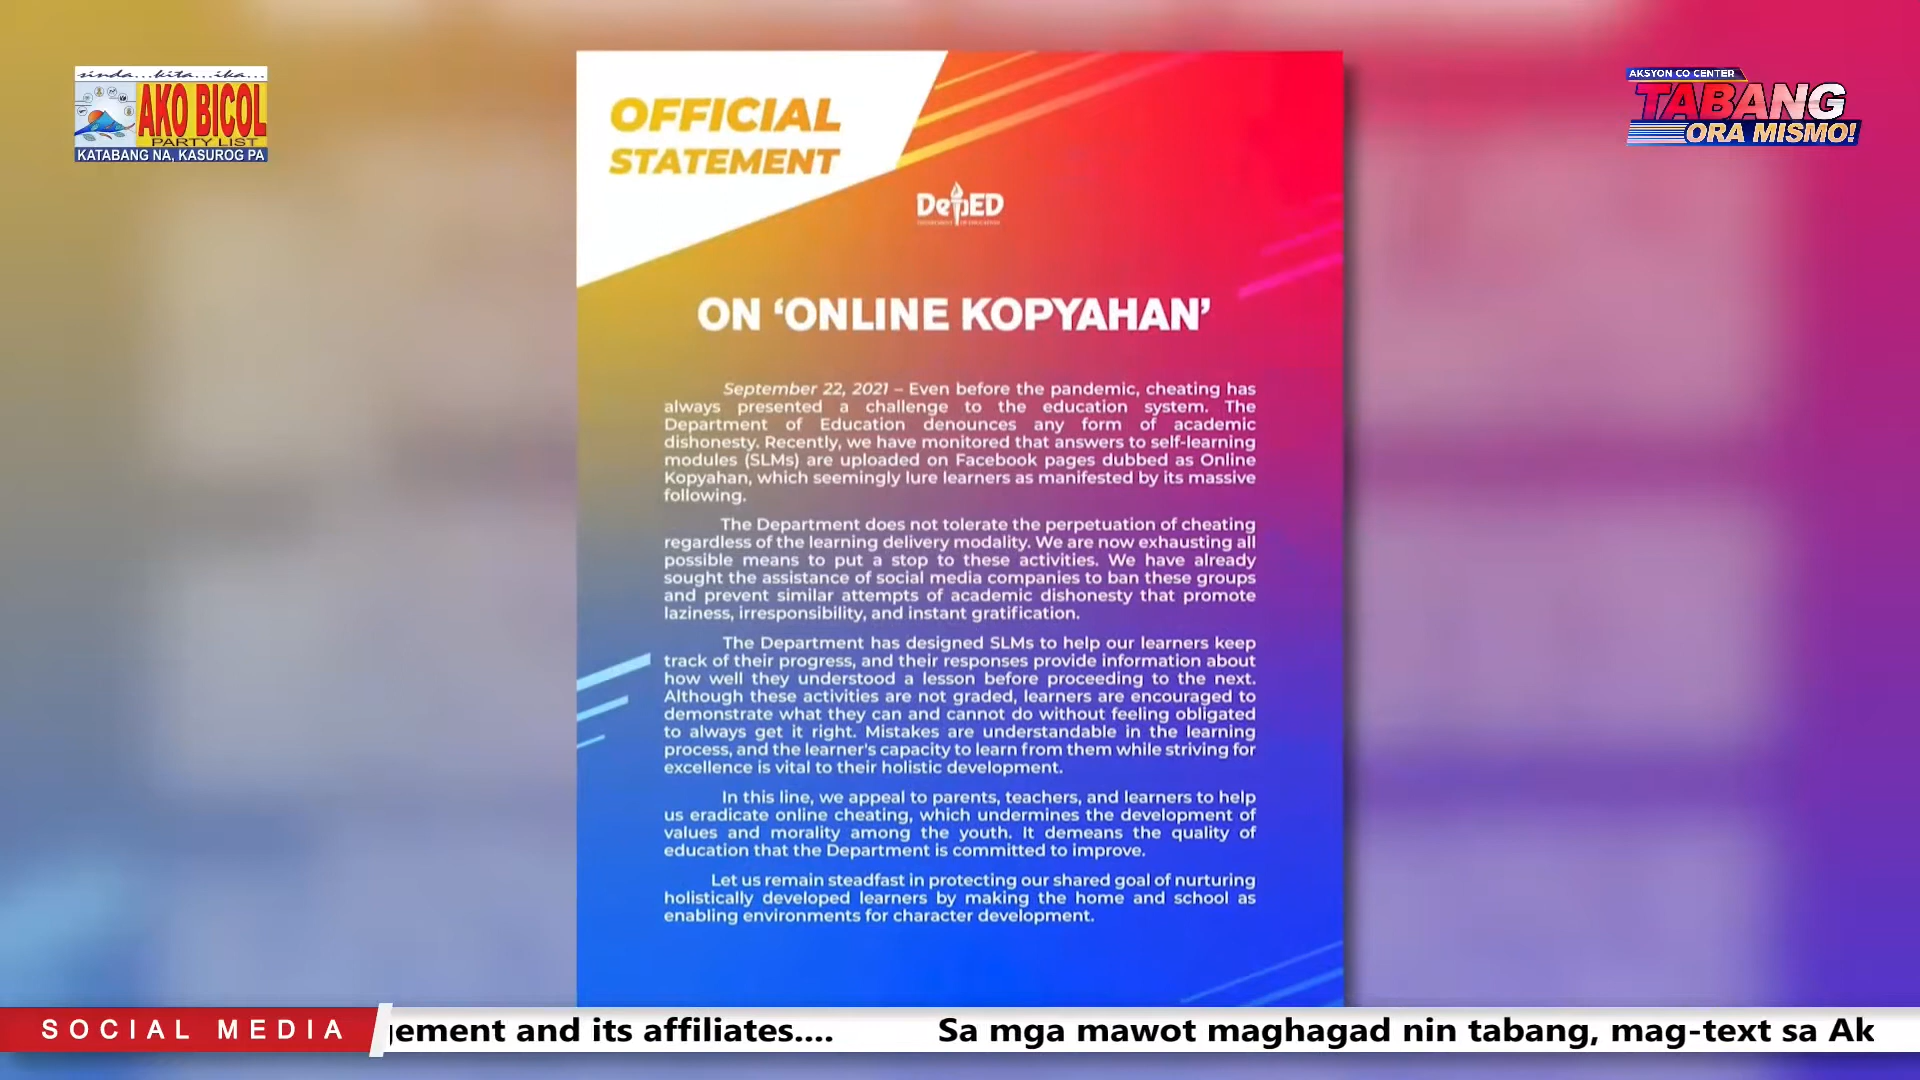 sinda...kita...ika...
AKO BICOL
PARTY LIST
KATABANG NA, KASUROG PA
AKSYON CO CENTER
TABANG
ORA MISMO!
OFFICIAL
STATEMENT
DepED
DEPARTMENT OF EDUCATION
ON ‘ONLINE KOPYAHAN’
September 22, 2021 – Even before the pandemic, cheating has
always presented a challenge to the education system. The
Department of Education denounces any form of academic
dishonesty. Recently, we have monitored that answers to self-learning
modules (SLMs) are uploaded on Facebook pages dubbed as Online
Kopyahan, which seemingly lure learners as manifested by its massive
following.
The Department does not tolerate the perpetuation of cheating
regardless of the learning delivery modality. We are now exhausting all
possible means to put a stop to these activities. We have already
sought the assistance of social media companies to ban these groups
and prevent similar attempts of academic dishonesty that promote
laziness, irresponsibility, and instant gratification.
The Department has designed SLMs to help our learners keep
track of their progress, and their responses provide information about
how well they understood a lesson before proceeding to the next.
Although these activities are not graded, learners are encouraged to
demonstrate what they can and cannot do without feeling obligated
to always get it right. Mistakes are understandable in the learning
process, and the learner's capacity to learn from them while striving for
excellence is vital to their holistic development.
In this line, we appeal to parents, teachers, and learners to help
us eradicate online cheating, which undermines the development of
values and morality among the youth. It demeans the quality of
education that the Department is committed to improve.
Let us remain steadfast in protecting our shared goal of nurturing
holistically developed learners by making the home and school as
enabling environments for character development.
SOCIAL MEDIA
gement and its affiliates.... Sa mga mawot maghagad nin tabang, mag-text sa Ak